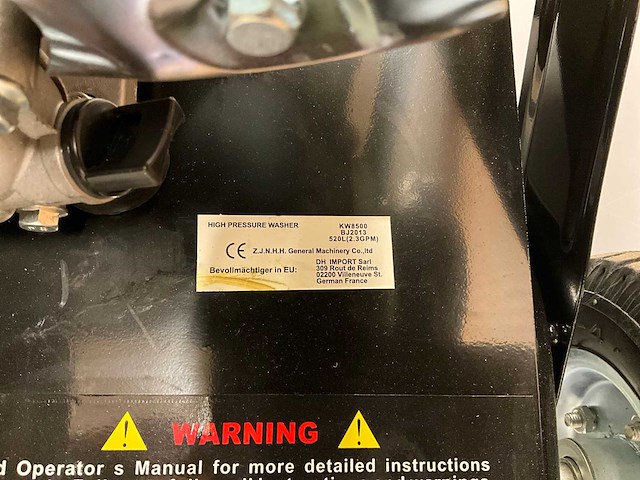 HIGH PRESSURE WASHER KW8500
BJ2013
520L(2.3GPM)
CE Z.J.N.H.H. General Machinery Co.,ltd
Bevollmächtiger in EU: DH IMPORT Sarl
309 Rout de Reims
02200 Villeneuve St.
German France
WARNING
d Operator s Manual for more detailed instructions